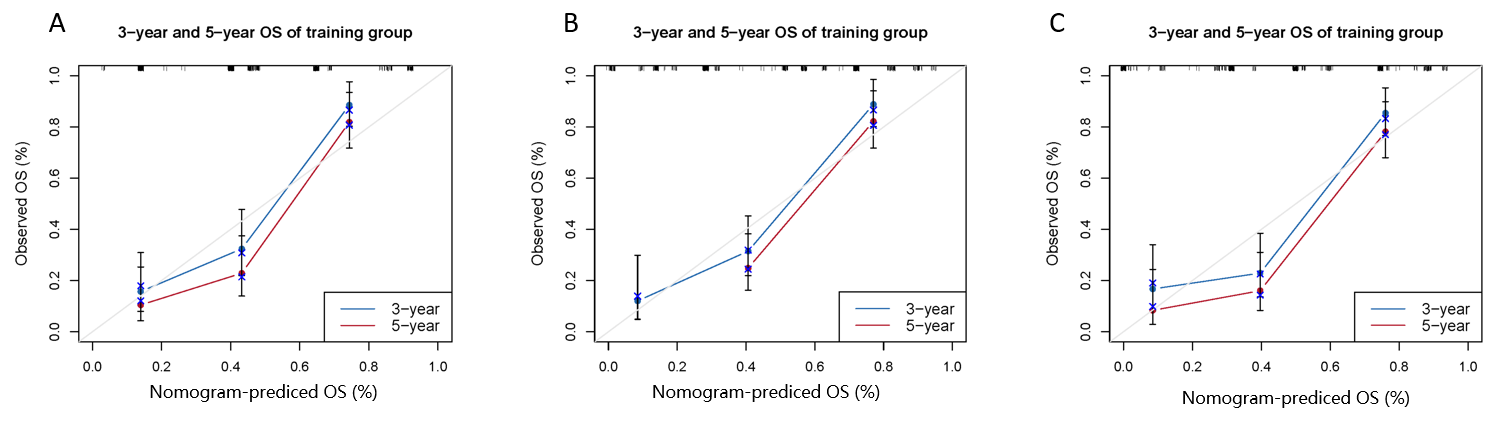 A
3−year and 5−year OS of training group
Observed OS (%)
1.0
0.8
0.6
0.4
0.2
0.0
3−year
5−year
0.0 0.2 0.4 0.6 0.8 1.0
Nomogram-prediced OS (%)
B
3−year and 5−year OS of training group
Observed OS (%)
1.0
0.8
0.6
0.4
0.2
0.0
3−year
5−year
0.0 0.2 0.4 0.6 0.8 1.0
Nomogram-prediced OS (%)
C
3−year and 5−year OS of training group
Observed OS (%)
1.0
0.8
0.6
0.4
0.2
0.0
3−year
5−year
0.0 0.2 0.4 0.6 0.8 1.0
Nomogram-prediced OS (%)